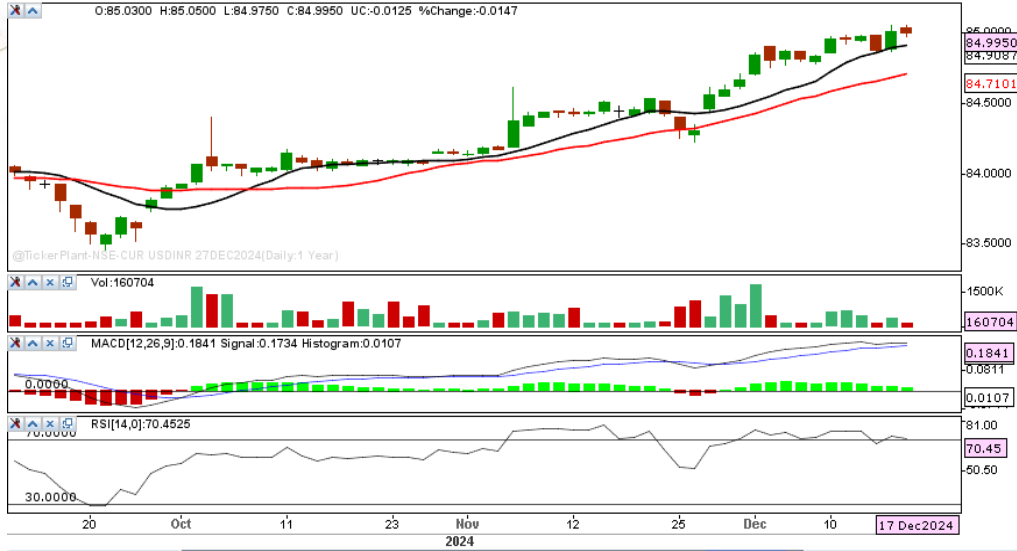 O:85.0300 H:85.0500 L:84.9750 C:84.9950 UC:-0.0125 %Change:-0.0147
85.0000
84.9950
84.9087
84.7101
84.5000
84.0000
83.5000
@TickerPlant-NSE-CUR USDINR 27DEC2024(Daily:1 Year)
Vol:160704
1500K
160704
MACD[12,26,9]:0.1841 Signal:0.1734 Histogram:0.0107
0.1841
0.0811
0.0000
0.0107
RSI[14,0]:70.4525
70.0000
81.00
70.45
50.50
30.0000
20 Oct 11 23 Nov 12 25 Dec 10 17 Dec2024
2024